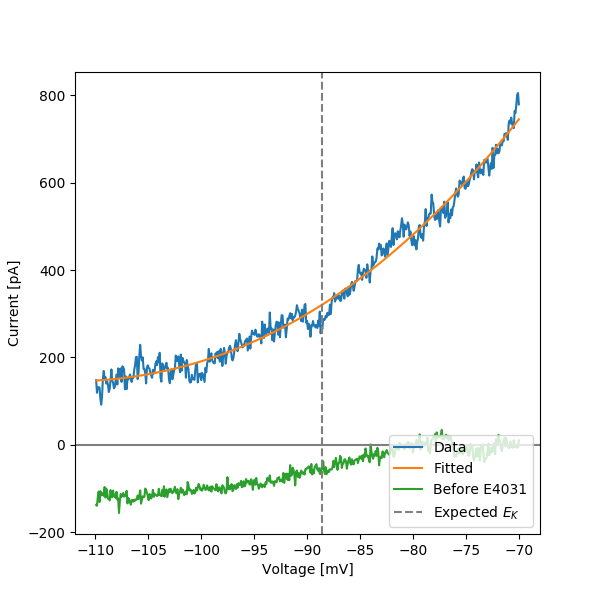 800
600
400
200
0
−200
Current [pA]
−110
−105
−100
−95
−90
−85
−80
−75
−70
Voltage [mV]
Data
Fitted
Before E4031
Expected E_K